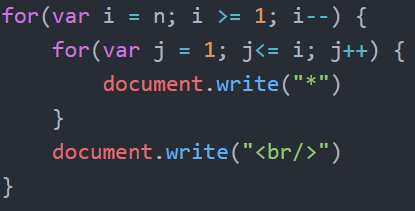 for(var i = n; i >= 1; i--) {
    for(var j = 1; j<= i; j++) {
        document.write("*")
    }
    document.write("<br/>")
}